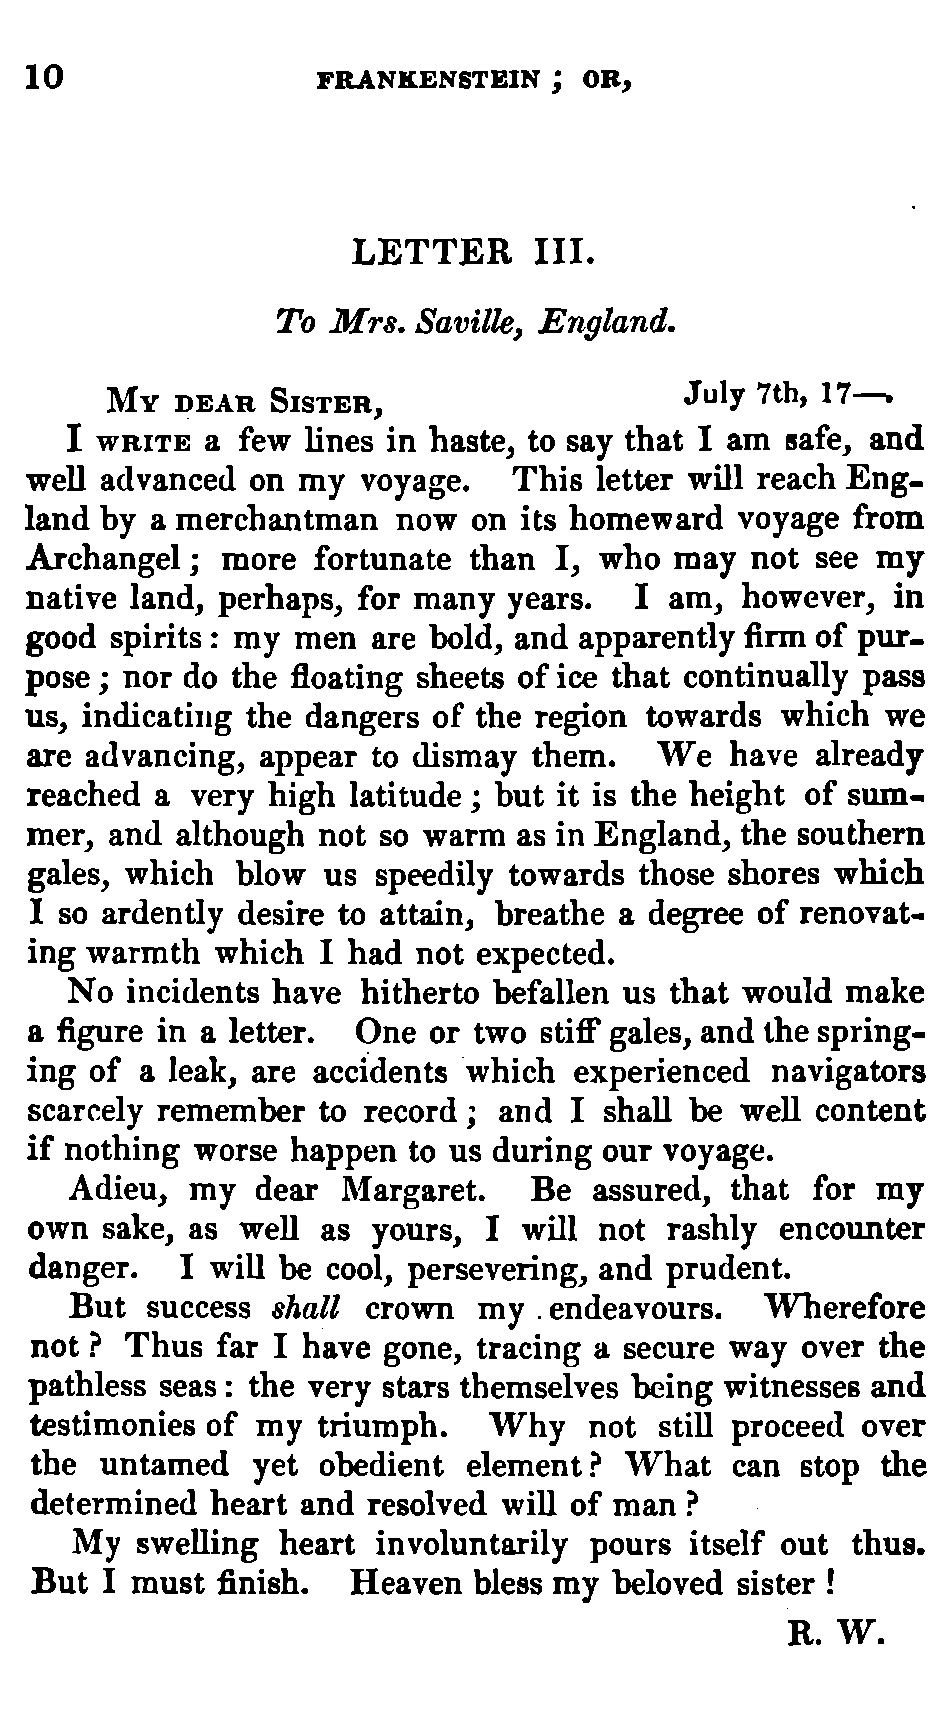 10 FRANKENSTEIN ; OR,
LETTER III.
To Mrs. Saville, England.
MY DEAR SISTER, July 7th, 17—.
I WRITE a few lines in haste, to say that I am safe, and
well advanced on my voyage. This letter will reach Eng-
land by a merchantman now on its homeward voyage from
Archangel ; more fortunate than I, who may not see my
native land, perhaps, for many years. I am, however, in
good spirits : my men are bold, and apparently firm of pur-
pose ; nor do the floating sheets of ice that continually pass
us, indicating the dangers of the region towards which we
are advancing, appear to dismay them. We have already
reached a very high latitude ; but it is the height of sum-
mer, and although not so warm as in England, the southern
gales, which blow us speedily towards those shores which
I so ardently desire to attain, breathe a degree of renovat-
ing warmth which I had not expected.
No incidents have hitherto befallen us that would make
a figure in a letter. One or two stiff gales, and the spring-
ing of a leak, are accidents which experienced navigators
scarcely remember to record ; and I shall be well content
if nothing worse happen to us during our voyage.
Adieu, my dear Margaret. Be assured, that for my
own sake, as well as yours, I will not rashly encounter
danger. I will be cool, persevering, and prudent.
But success shall crown my endeavours. Wherefore
not ? Thus far I have gone, tracing a secure way over the
pathless seas : the very stars themselves being witnesses and
testimonies of my triumph. Why not still proceed over
the untamed yet obedient element ? What can stop the
determined heart and resolved will of man ?
My swelling heart involuntarily pours itself out thus.
But I must finish. Heaven bless my beloved sister !
R. W.